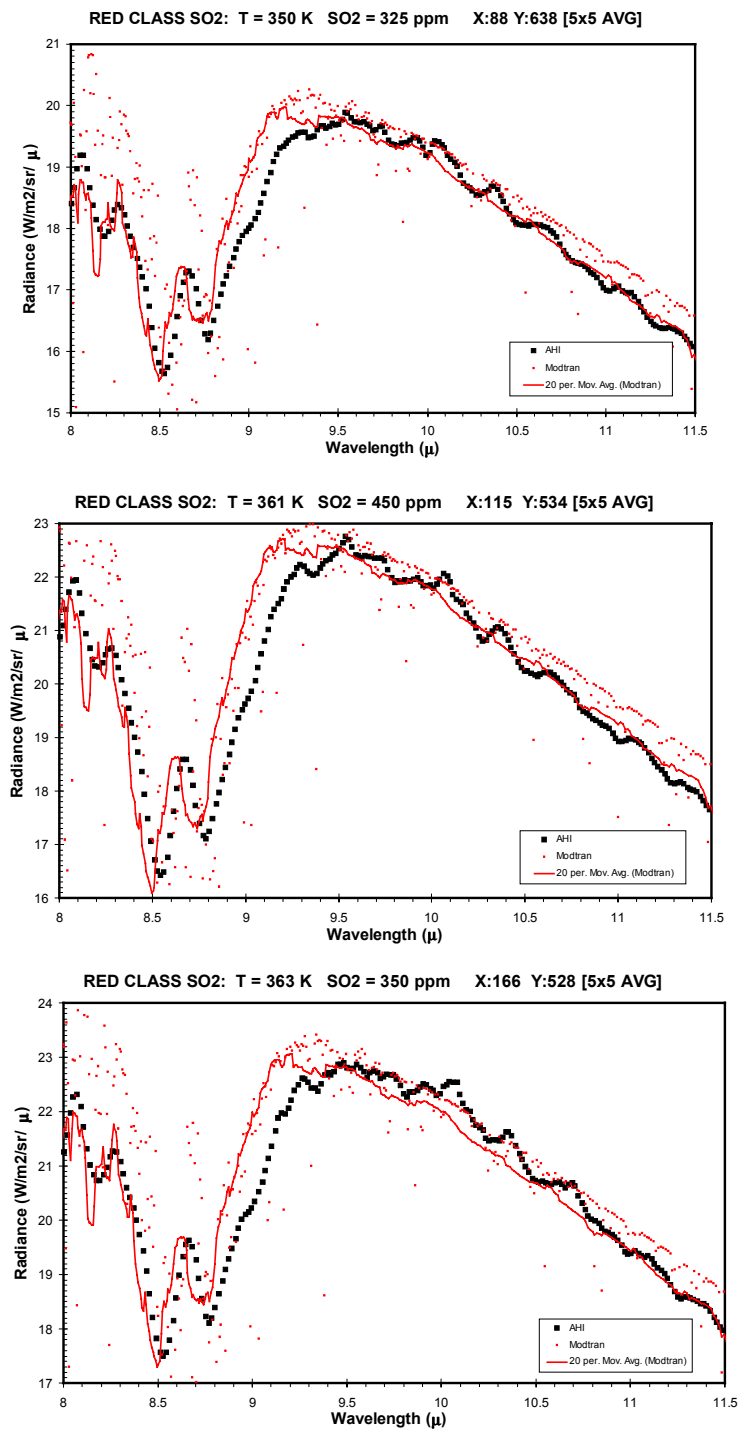 RED CLASS SO2: T = 350 K SO2 = 325 ppm X:88 Y:638 [5x5 AVG]
21
20
19
18
17
16
15
Radiance (W/m2/sr/ μ)
AHI
Modtran
20 per. Mov. Avg. (Modtran)
8 8.5 9 9.5 10 10.5 11 11.5
Wavelength (μ)
RED CLASS SO2: T = 361 K SO2 = 450 ppm X:115 Y:534 [5x5 AVG]
23
22
21
20
19
18
17
16
Radiance (W/m2/sr/ μ)
AHI
Modtran
20 per. Mov. Avg. (Modtran)
8 8.5 9 9.5 10 10.5 11 11.5
Wavelength (μ)
RED CLASS SO2: T = 363 K SO2 = 350 ppm X:166 Y:528 [5x5 AVG]
24
23
22
21
20
19
18
17
Radiance (W/m2/sr/ μ)
AHI
Modtran
20 per. Mov. Avg. (Modtran)
8 8.5 9 9.5 10 10.5 11 11.5
Wavelength (μ)